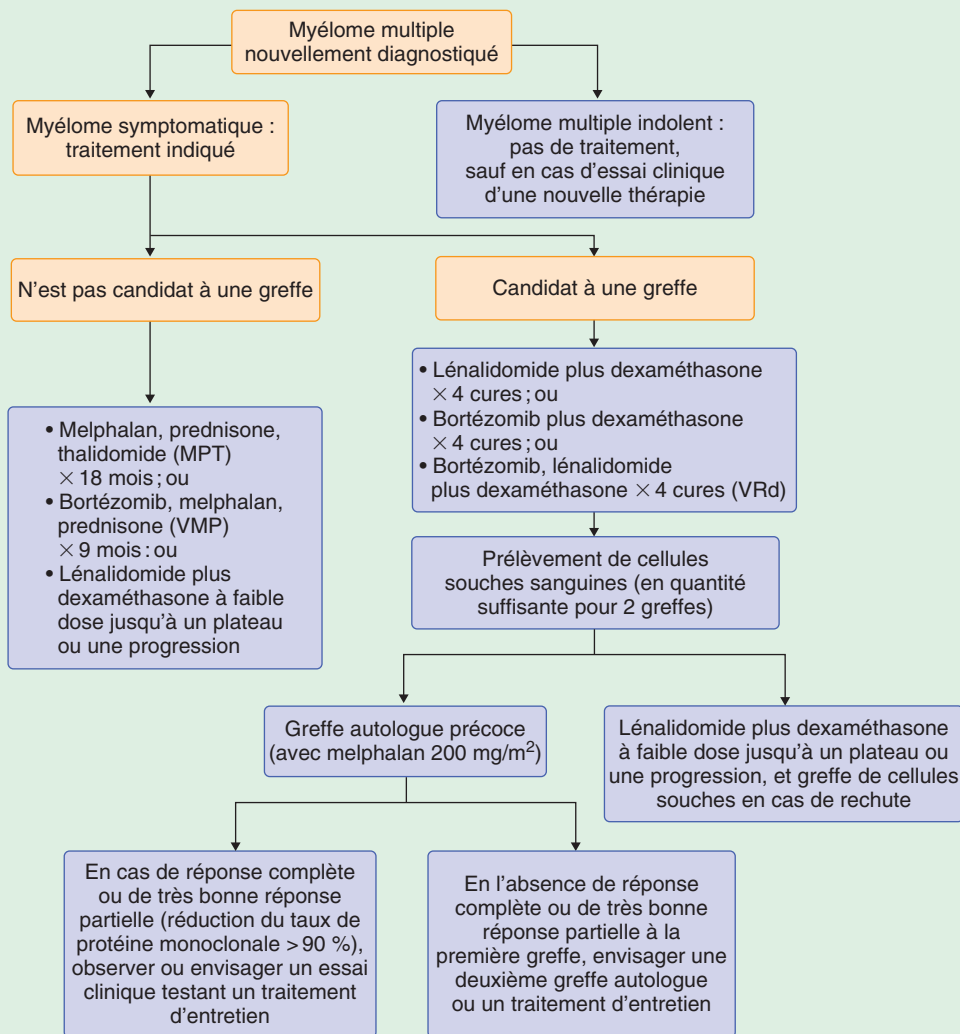 Myélome multiple
nouvellement diagnostiqué
Myélome symptomatique :
traitement indiqué
Myélome multiple indolent :
pas de traitement,
sauf en cas d'essai clinique
d'une nouvelle thérapie
N'est pas candidat à une greffe
Candidat à une greffe
• Melphalan, prednisone,
thalidomide (MPT)
× 18 mois ; ou
• Bortézomib, melphalan,
prednisone (VMP)
× 9 mois : ou
• Lénalidomide plus
dexaméthasone à faible
dose jusqu'à un plateau
ou une progression
• Lénalidomide plus dexaméthasone
× 4 cures ; ou
• Bortézomib plus dexaméthasone
× 4 cures ; ou
• Bortézomib, lénalidomide
plus dexaméthasone × 4 cures (VRd)
Prélèvement de cellules
souches sanguines (en quantité
suffisante pour 2 greffes)
Greffe autologue précoce
(avec melphalan 200 mg/m²)
Lénalidomide plus dexaméthasone
à faible dose jusqu'à un plateau ou
une progression, et greffe de cellules
souches en cas de rechute
En cas de réponse complète
ou de très bonne réponse
partielle (réduction du taux de
protéine monoclonale > 90 %),
observer ou envisager un essai
clinique testant un traitement
d'entretien
En l'absence de réponse
complète ou de très bonne
réponse partielle à la
première greffe, envisager une
deuxième greffe autologue
ou un traitement d'entretien